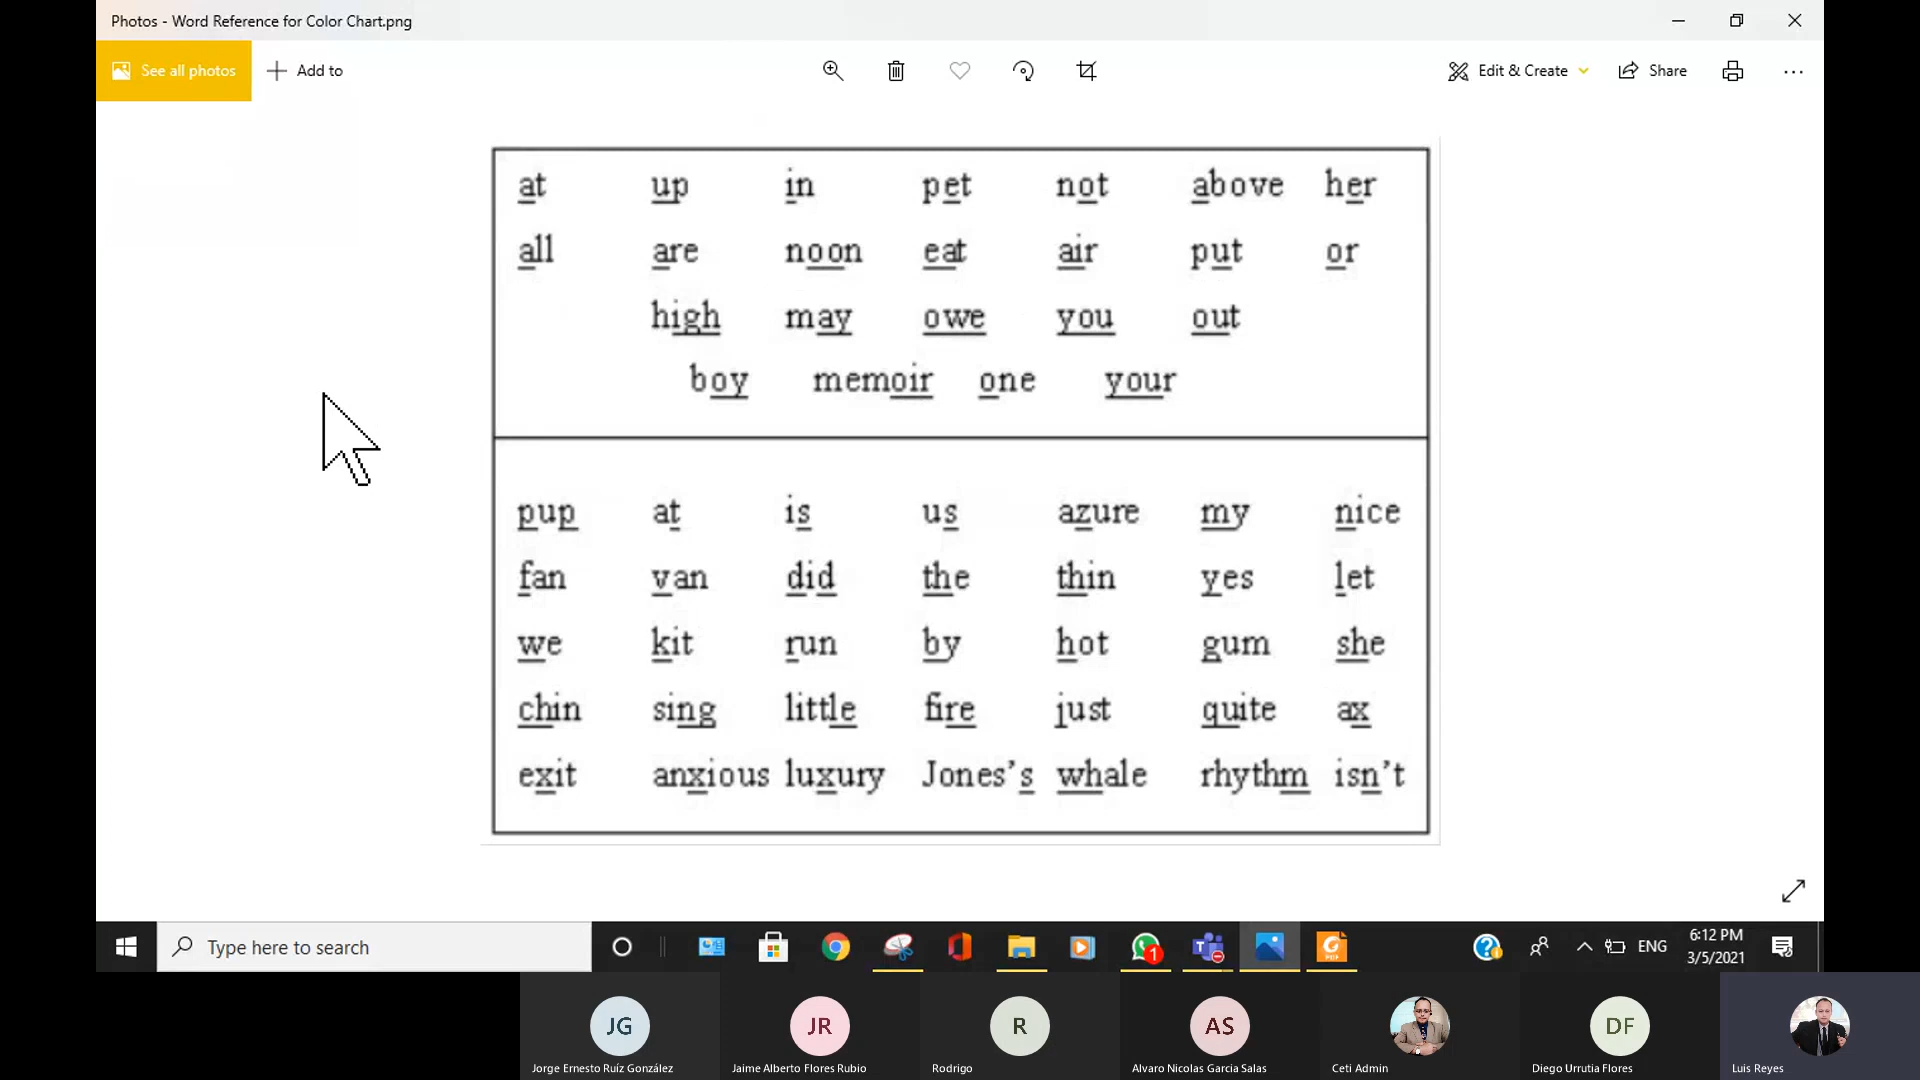 Photos - Word Reference for Color Chart.png
See all photos Add to Edit & Create Share
at up in pet not above her
all are noon eat air put or
high may owe you out
boy memoir one your
pup at is us azure my nice
fan van did the thin yes let
we kit run by hot gum she
chin sing little fire just quite ax
exit anxious luxury Jones's whale rhythm isn't
Type here to search 1 ENG 6:12 PM
3/5/2021
JG JR R AS DF
Jorge Ernesto Ruíz González Jaime Alberto Flores Rubio Rodrigo Alvaro Nicolas Garcia Salas Ceti Admin Diego Urrutia Flores Luis Reyes